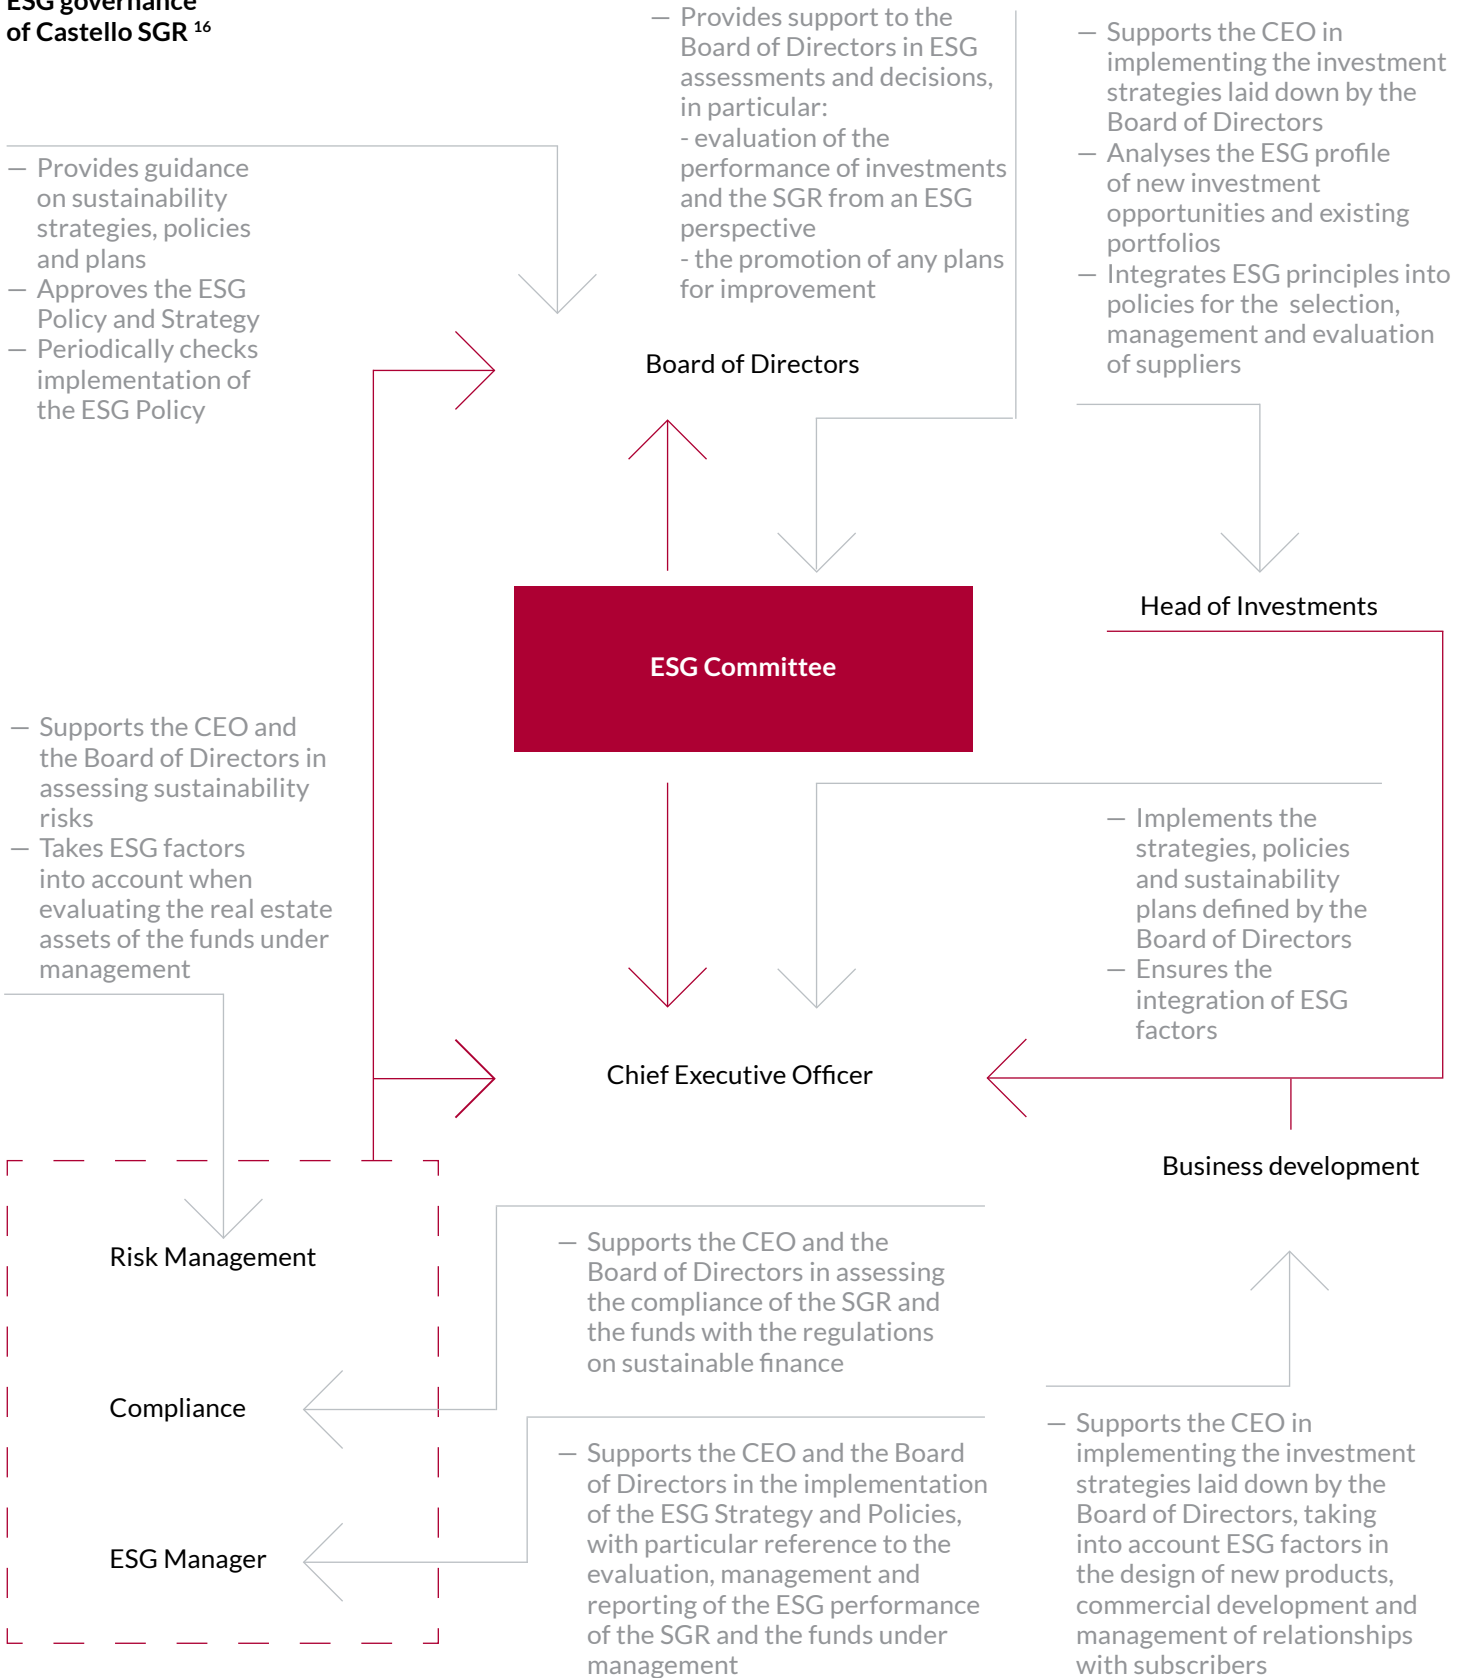 ESG governance
of Castello SGR 16
— Provides guidance
on sustainability
strategies, policies
and plans
— Approves the ESG
Policy and Strategy
— Periodically checks
implementation of
the ESG Policy
— Provides support to the
Board of Directors in ESG
assessments and decisions,
in particular:
- evaluation of the
performance of investments
and the SGR from an ESG
perspective
- the promotion of any plans
for improvement
— Supports the CEO in
implementing the investment
strategies laid down by the
Board of Directors
— Analyses the ESG profile
of new investment
opportunities and existing
portfolios
— Integrates ESG principles into
policies for the selection,
management and evaluation
of suppliers
Board of Directors
Head of Investments
ESG Committee
— Supports the CEO and
the Board of Directors in
assessing sustainability
risks
— Takes ESG factors
into account when
evaluating the real estate
assets of the funds under
management
— Implements the
strategies, policies
and sustainability
plans defined by the
Board of Directors
— Ensures the
integration of ESG
factors
Chief Executive Officer
Business development
Risk Management
Compliance
ESG Manager
— Supports the CEO and the
Board of Directors in assessing
the compliance of the SGR and
the funds with the regulations
on sustainable finance
— Supports the CEO and the Board
of Directors in the implementation
of the ESG Strategy and Policies,
with particular reference to the
evaluation, management and
reporting of the ESG performance
of the SGR and the funds under
management
— Supports the CEO in
implementing the investment
strategies laid down by the
Board of Directors, taking
into account ESG factors in
the design of new products,
commercial development and
management of relationships
with subscribers